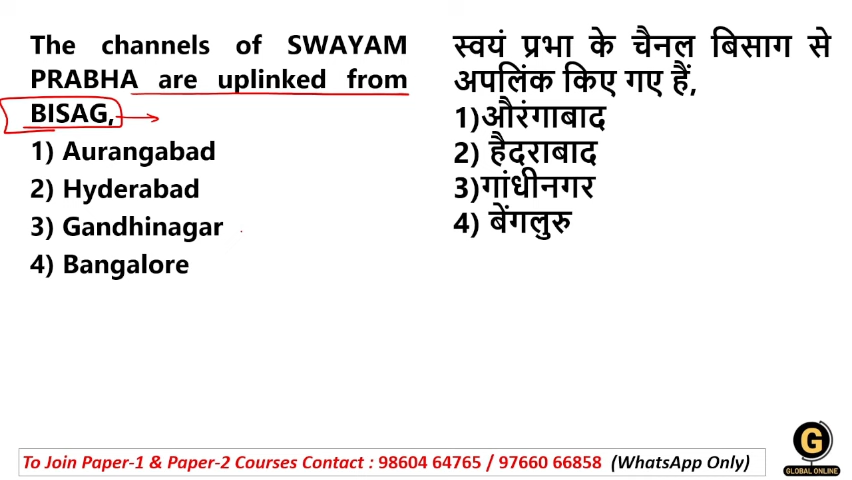 The channels of SWAYAM
PRABHA are uplinked from
BISAG,
1) Aurangabad
2) Hyderabad
3) Gandhinagar
4) Bangalore
स्वयं प्रभा के चैनल बिसाग से
अपलिंक किए गए हैं,
1)औरंगाबाद
2) हैदराबाद
3)गांधीनगर
4) बेंगलुरु
To Join Paper-1 & Paper-2 Courses Contact : 98604 64765 / 97660 66858 (WhatsApp Only)
G
GLOBAL ONLINE